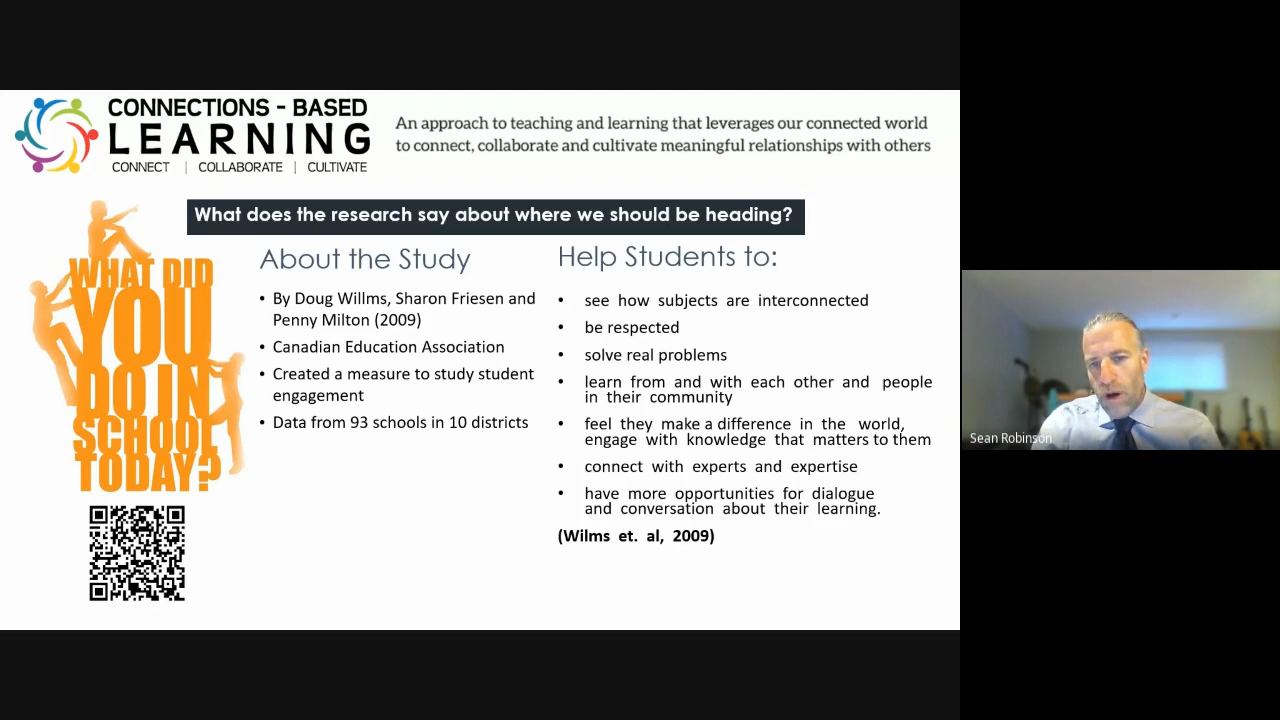 CONNECTIONS - BASED
LEARNING
CONNECT | COLLABORATE | CULTIVATE
An approach to teaching and learning that leverages our connected world
to connect, collaborate and cultivate meaningful relationships with others
What does the research say about where we should be heading?
WHAT DID
YOU
DO IN
SCHOOL
TODAY?
About the Study
• By Doug Willms, Sharon Friesen and
Penny Milton (2009)
• Canadian Education Association
• Created a measure to study student
engagement
• Data from 93 schools in 10 districts
Help Students to:
• see how subjects are interconnected
• be respected
• solve real problems
• learn from and with each other and people
in their community
• feel they make a difference in the world,
engage with knowledge that matters to them
• connect with experts and expertise
• have more opportunities for dialogue
and conversation about their learning.
(Wilms et. al, 2009)
Sean Robinson